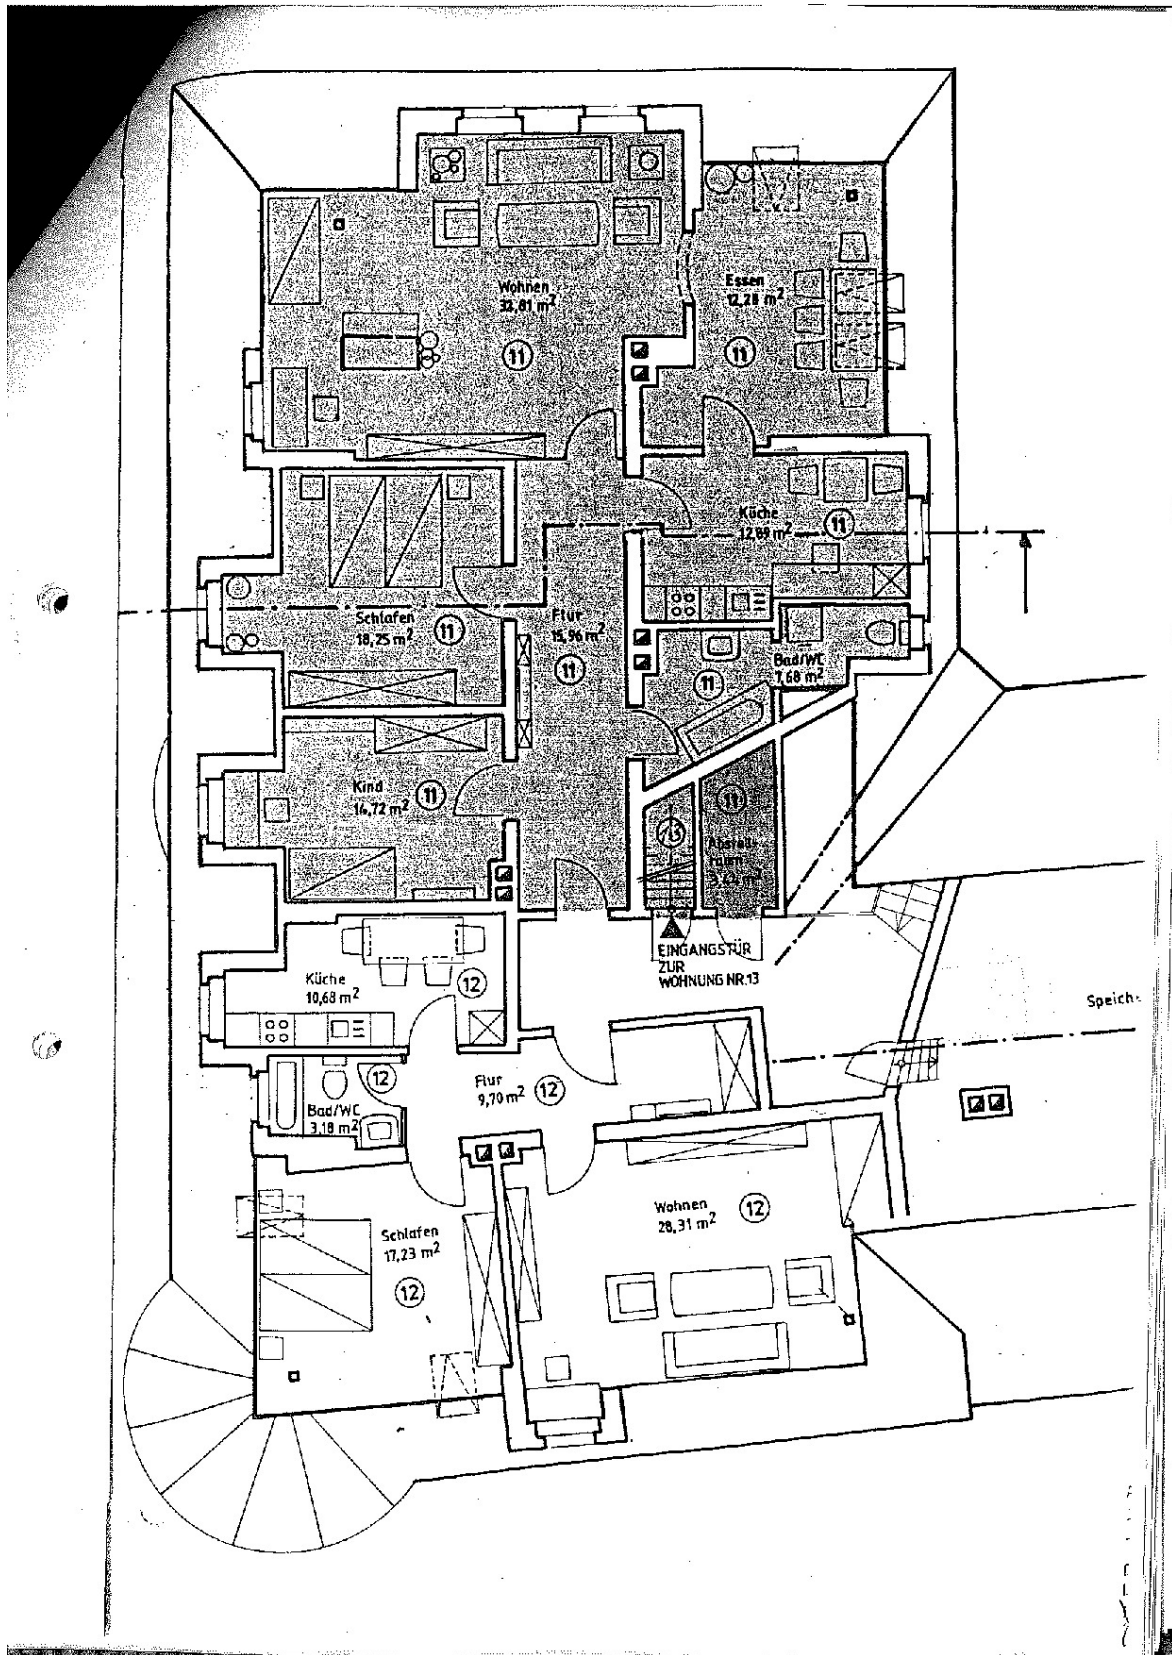 Wohnen
32,81 m²
11
Essen
12,28 m²
11
Küche
12,89 m²
11
Schlafen
18,25 m²
11
Flur
15,96 m²
11
Bad/WC
7,68 m²
11
Kind
14,72 m²
11
11
Abstell-
raum
EINGANGSTÜR
ZUR
WOHNUNG NR.13
Küche
10,68 m²
12
Speich
Flur
9,70 m²
12
12
Bad/WC
3,18 m²
Wohnen
28,31 m²
12
Schlafen
17,23 m²
12